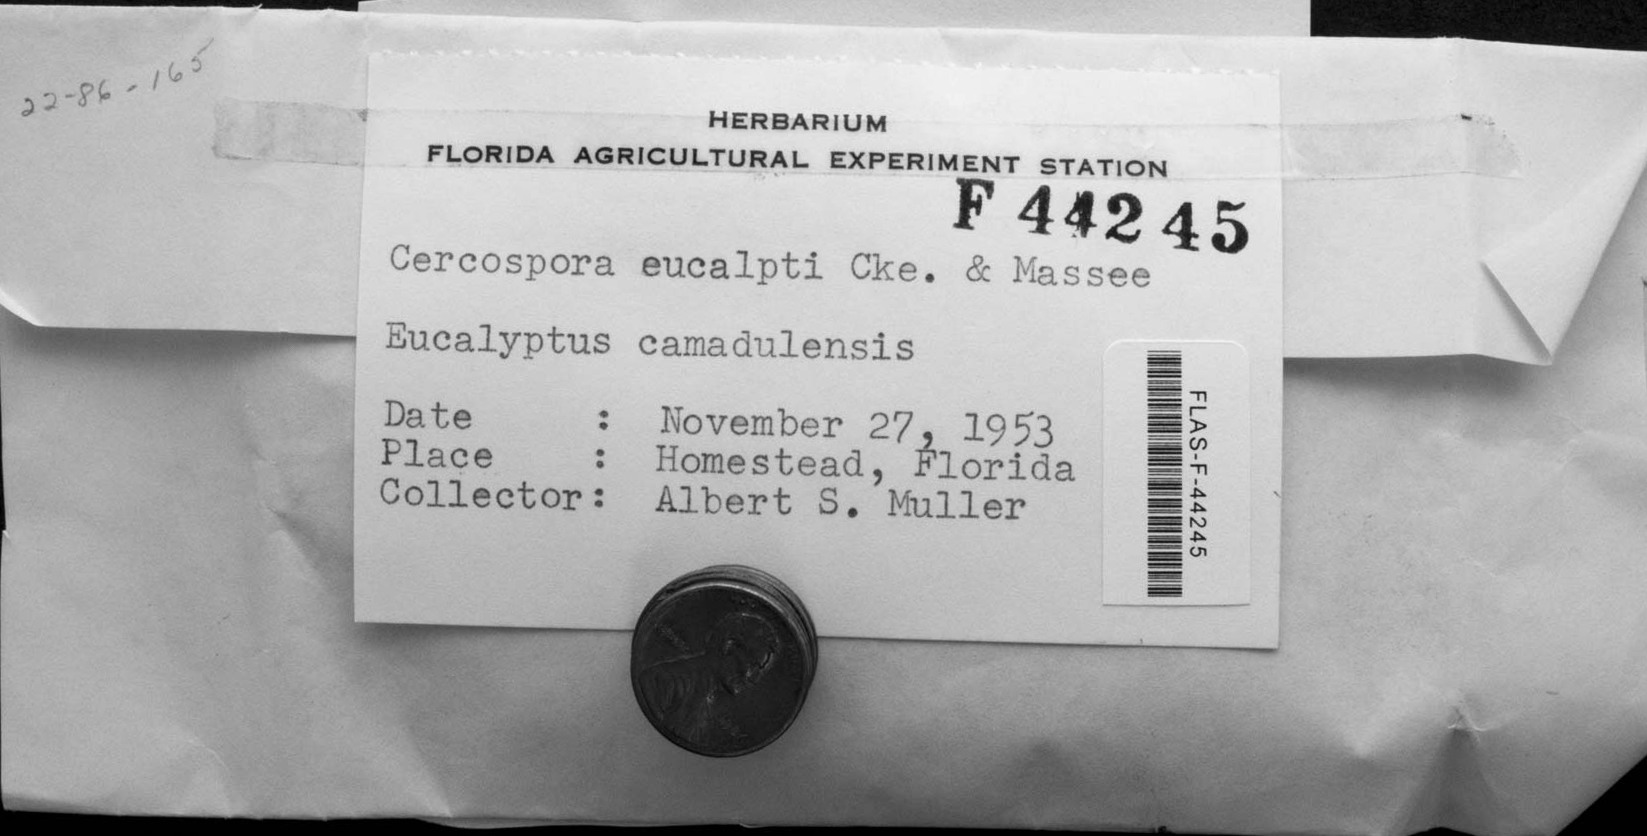 22-86-165
HERBARIUM
FLORIDA AGRICULTURAL EXPERIMENT STATION
F 44245
Cercospora eucalpti Cke. & Massee
Eucalyptus camadulensis
Date : November 27, 1953
Place : Homestead, Florida
Collector: Albert S. Muller
FLAS-F-44245